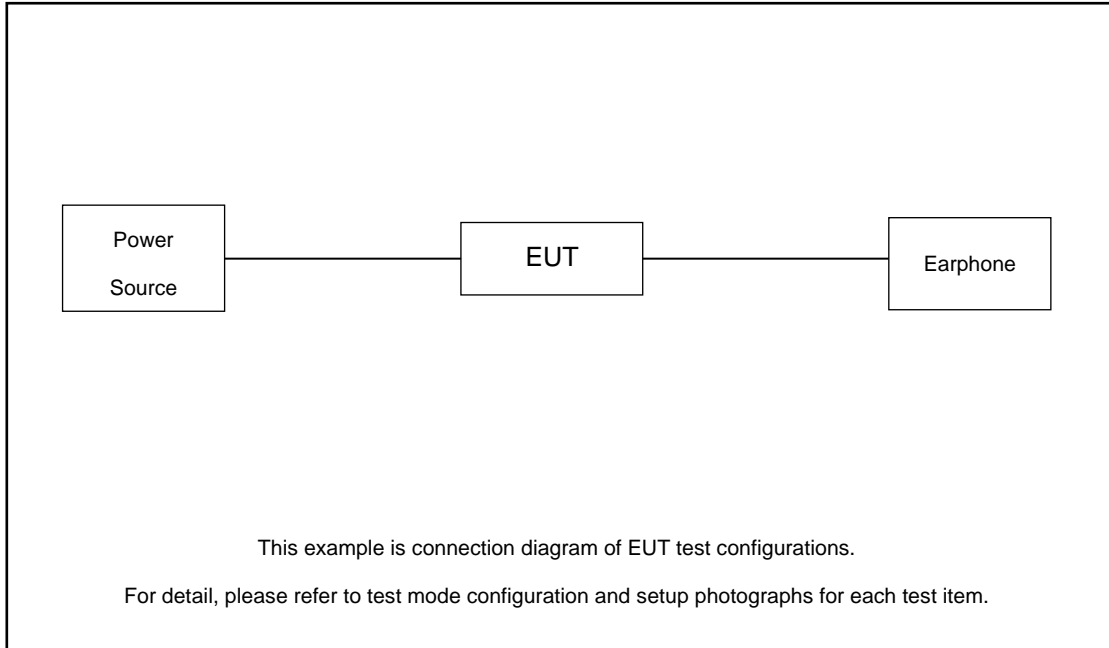 Power
Source
EUT
Earphone
This example is connection diagram of EUT test configurations.
For detail, please refer to test mode configuration and setup photographs for each test item.